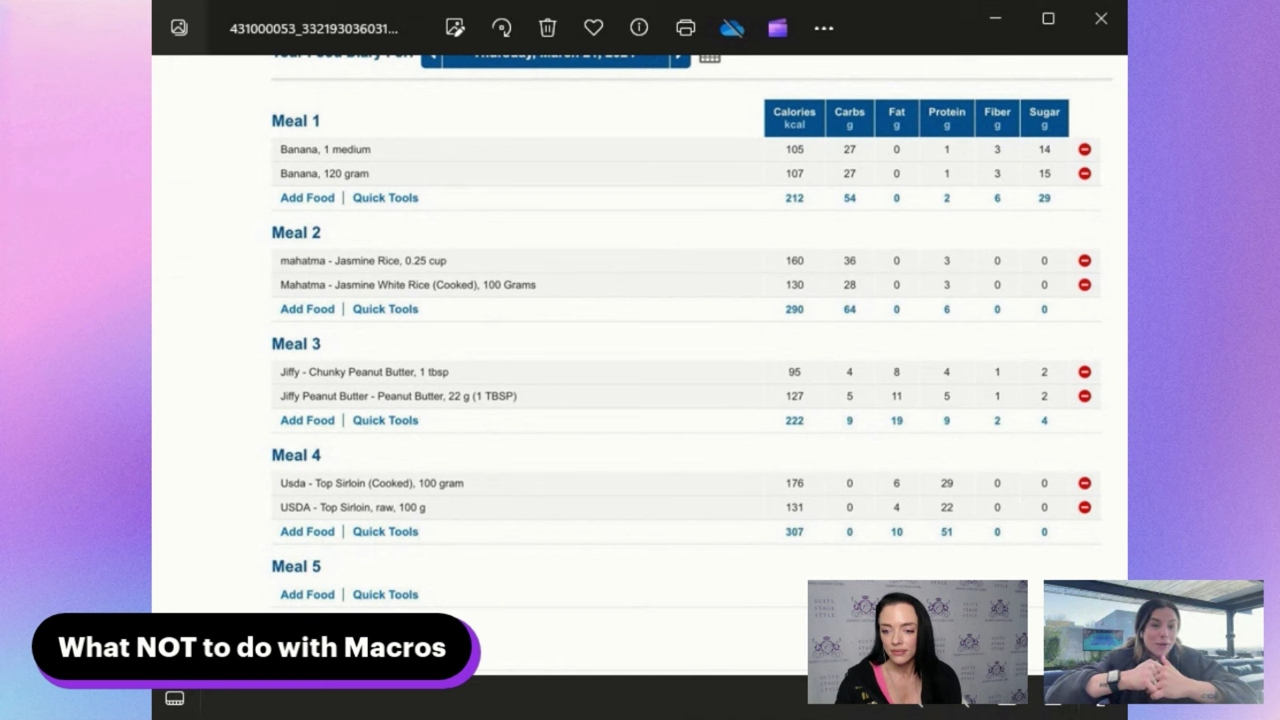 431000053_332193036031...
Your Food Diary For: Thursday, March 21, 2024
Calories Carbs Fat Protein Fiber Sugar
Meal 1 kcal g g g g g
Banana, 1 medium 105 27 0 1 3 14
Banana, 120 gram 107 27 0 1 3 15
Add Food | Quick Tools 212 54 0 2 6 29
Meal 2
mahatma - Jasmine Rice, 0.25 cup 160 36 0 3 0 0
Mahatma - Jasmine White Rice (Cooked), 100 Grams 130 28 0 3 0 0
Add Food | Quick Tools 290 64 0 6 0 0
Meal 3
Jiffy - Chunky Peanut Butter, 1 tbsp 95 4 8 4 1 2
Jiffy Peanut Butter - Peanut Butter, 22 g (1 TBSP) 127 5 11 5 1 2
Add Food | Quick Tools 222 9 19 9 2 4
Meal 4
Usda - Top Sirloin (Cooked), 100 gram 176 0 6 29 0 0
USDA - Top Sirloin, raw, 100 g 131 0 4 22 0 0
Add Food | Quick Tools 307 0 10 51 0 0
Meal 5
Add Food | Quick Tools
What NOT to do with Macros